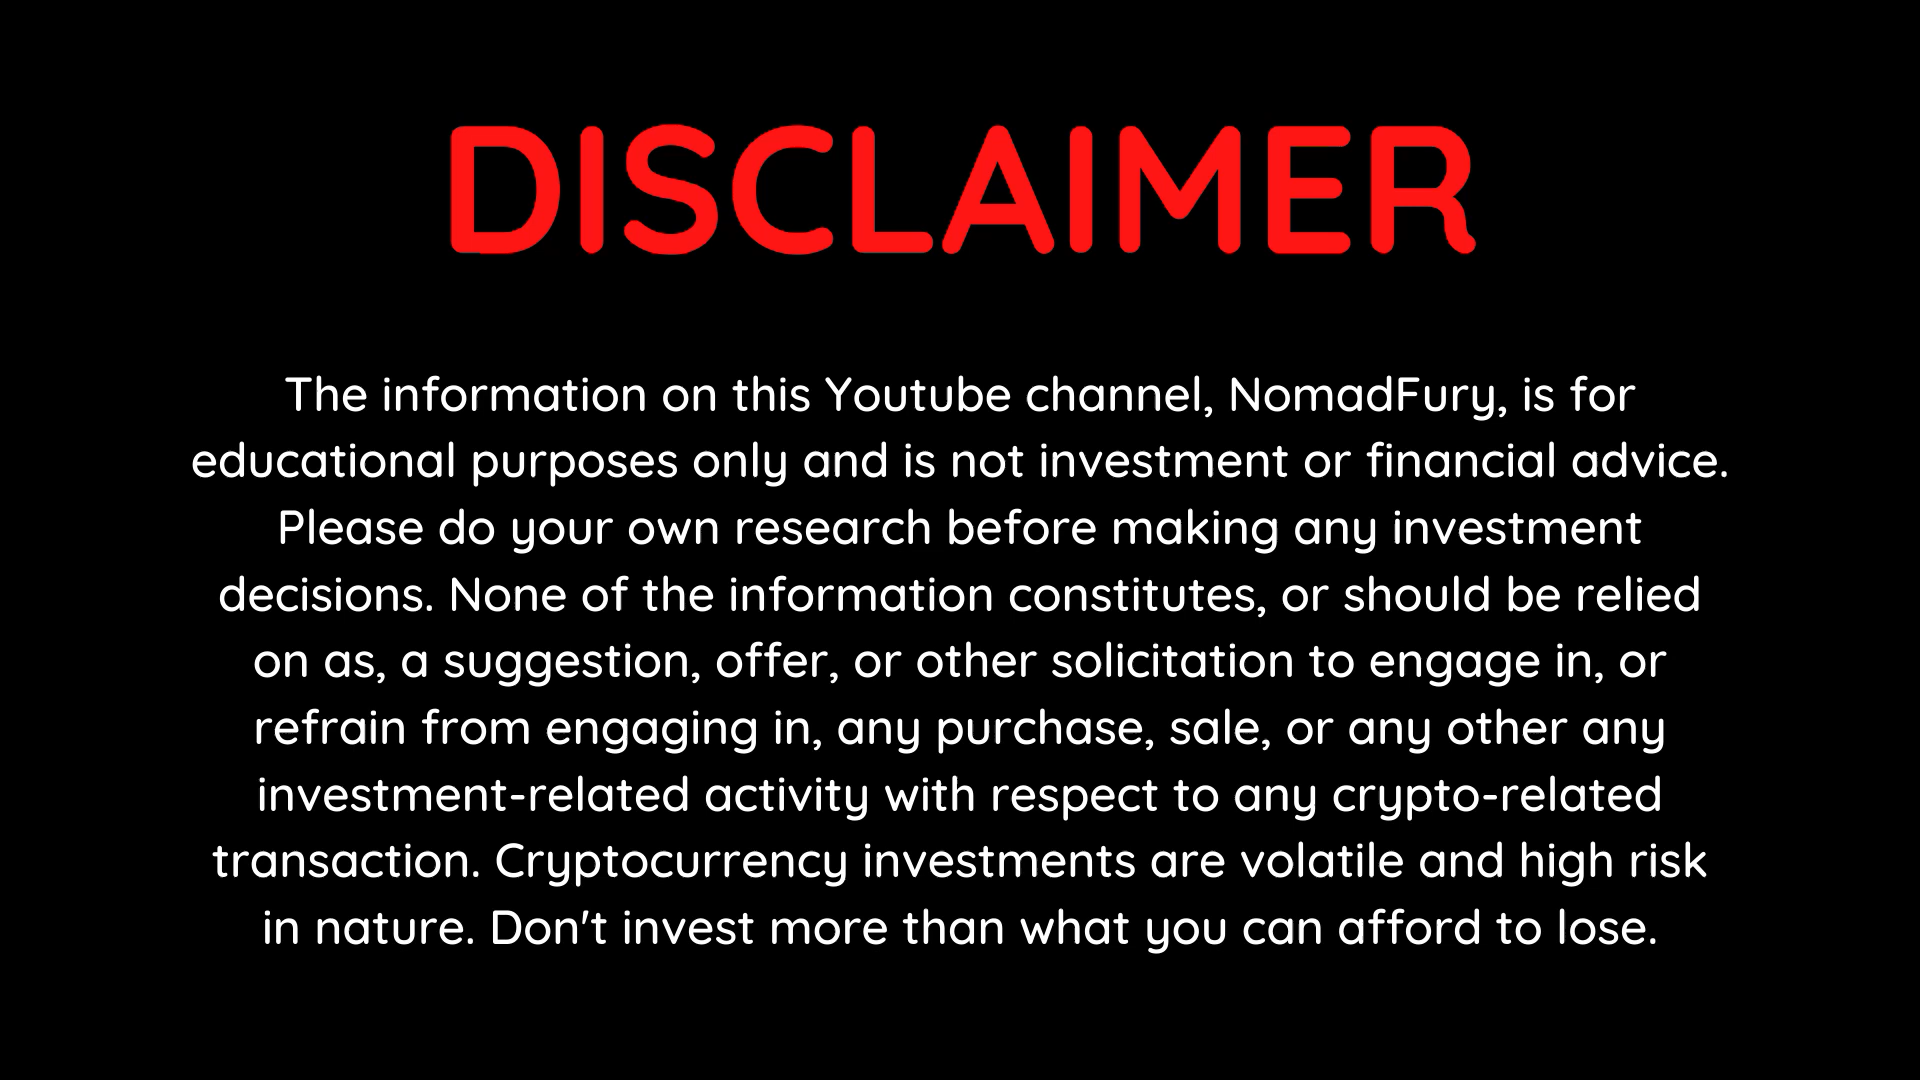 DISCLAIMER
The information on this Youtube channel, NomadFury, is for
educational purposes only and is not investment or financial advice.
Please do your own research before making any investment
decisions. None of the information constitutes, or should be relied
on as, a suggestion, offer, or other solicitation to engage in, or
refrain from engaging in, any purchase, sale, or any other any
investment-related activity with respect to any crypto-related
transaction. Cryptocurrency investments are volatile and high risk
in nature. Don't invest more than what you can afford to lose.